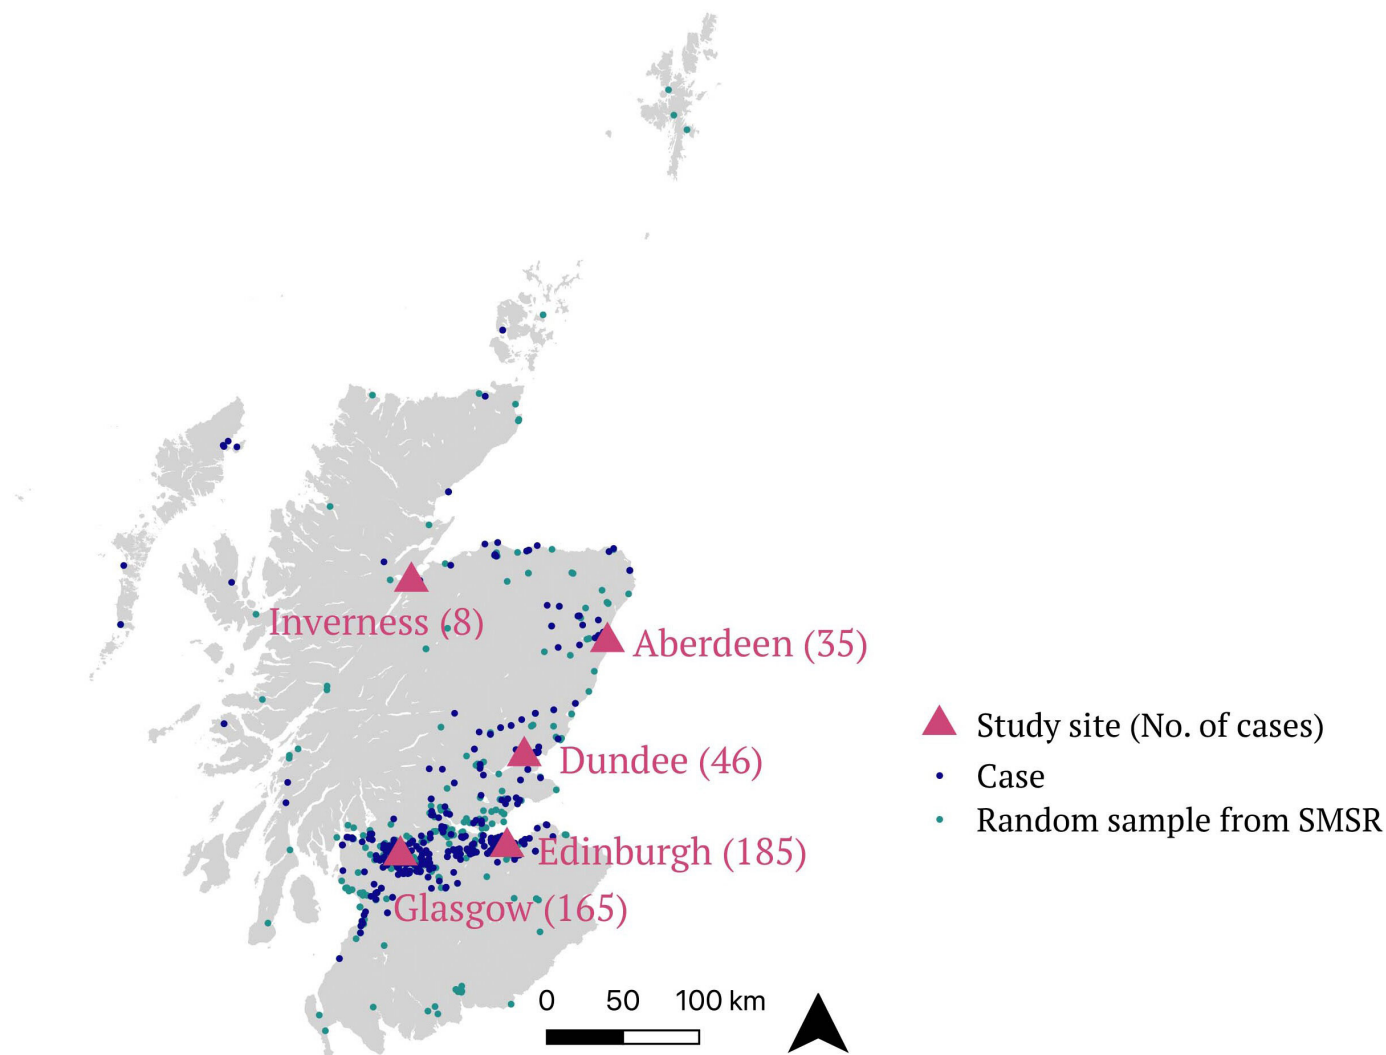 Inverness (8)
Aberdeen (35)
Study site (No. of cases)
Dundee (46)
Case
Random sample from SMSR
Edinburgh (185)
Glasgow (165)
0 50 100 km